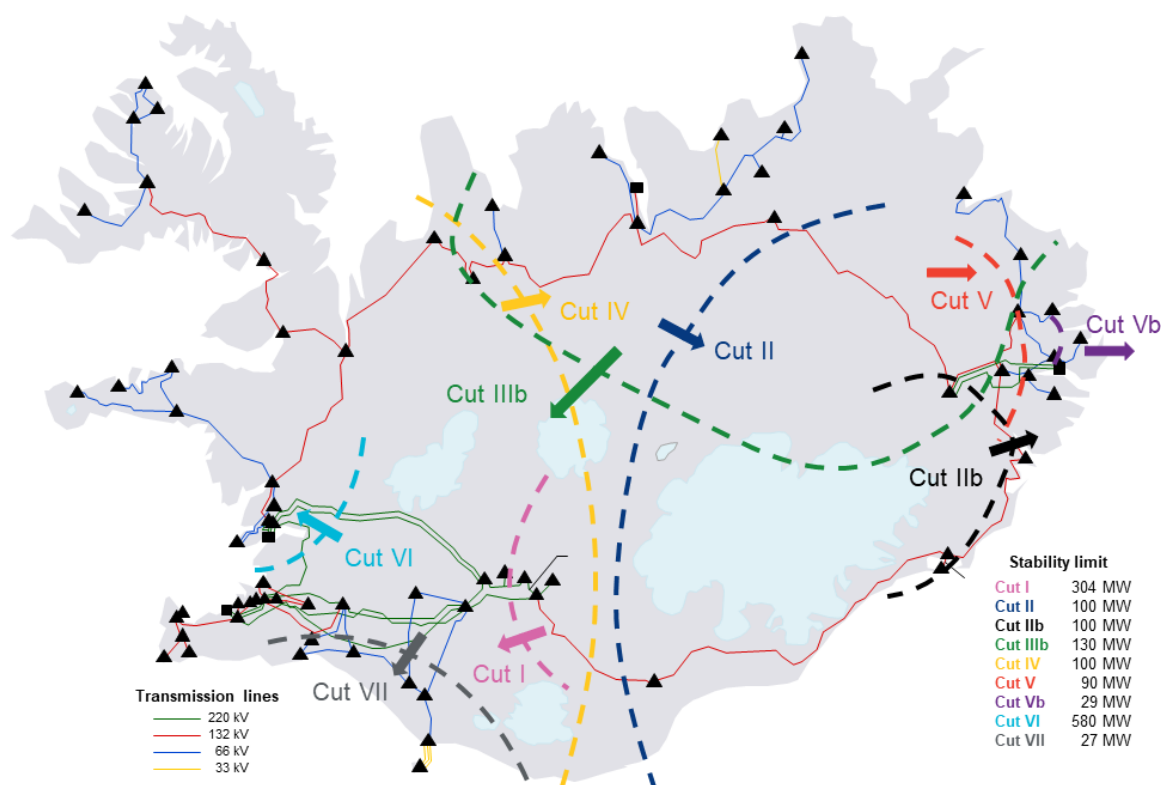 Cut IV
Cut V
Cut Vb
Cut II
Cut IIIb
Cut IIb
Cut VI
Cut I
Cut VII
Stability limit
Cut I 304 MW
Cut II 100 MW
Cut IIb 100 MW
Cut IIIb 130 MW
Cut IV 100 MW
Cut V 90 MW
Cut Vb 29 MW
Cut VI 580 MW
Cut VII 27 MW
Transmission lines
220 kV
132 kV
66 kV
33 kV